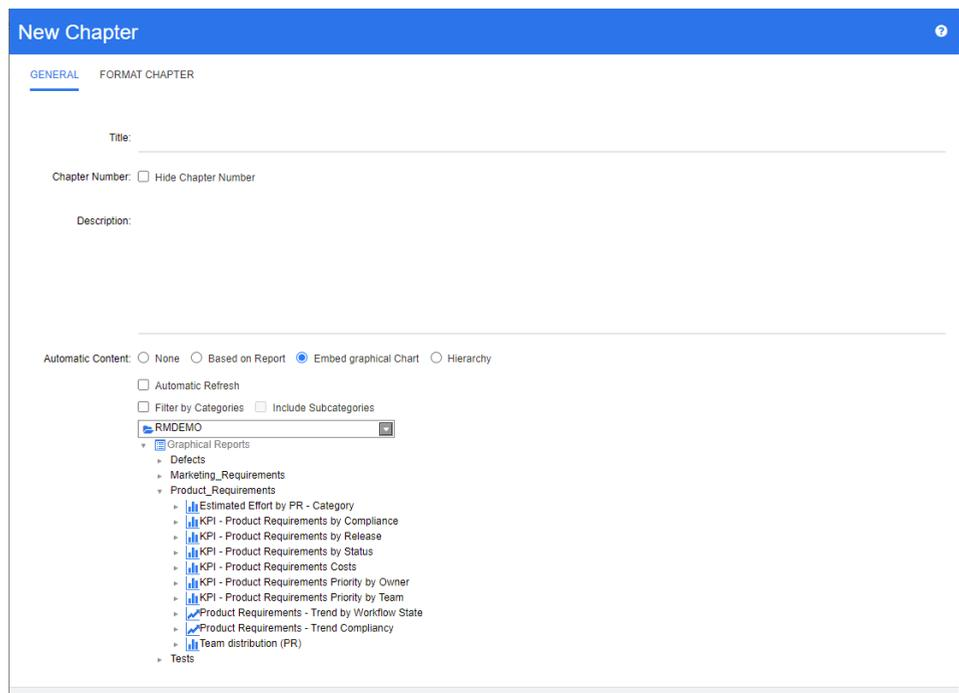 New Chapter
GENERAL FORMAT CHAPTER
Title:
Chapter Number: Hide Chapter Number
Description:
Automatic Content: None Based on Report Embed graphical Chart Hierarchy
Automatic Refresh
Filter by Categories Include Subcategories
RMDEMO
Graphical Reports
Defects
Marketing_Requirements
Product_Requirements
Estimated Effort by PR - Category
KPI - Product Requirements by Compliance
KPI - Product Requirements by Release
KPI - Product Requirements by Status
KPI - Product Requirements Costs
KPI - Product Requirements Priority by Owner
KPI - Product Requirements Priority by Team
Product Requirements - Trend by Workflow State
Product Requirements - Trend Compliancy
Team distribution (PR)
Tests